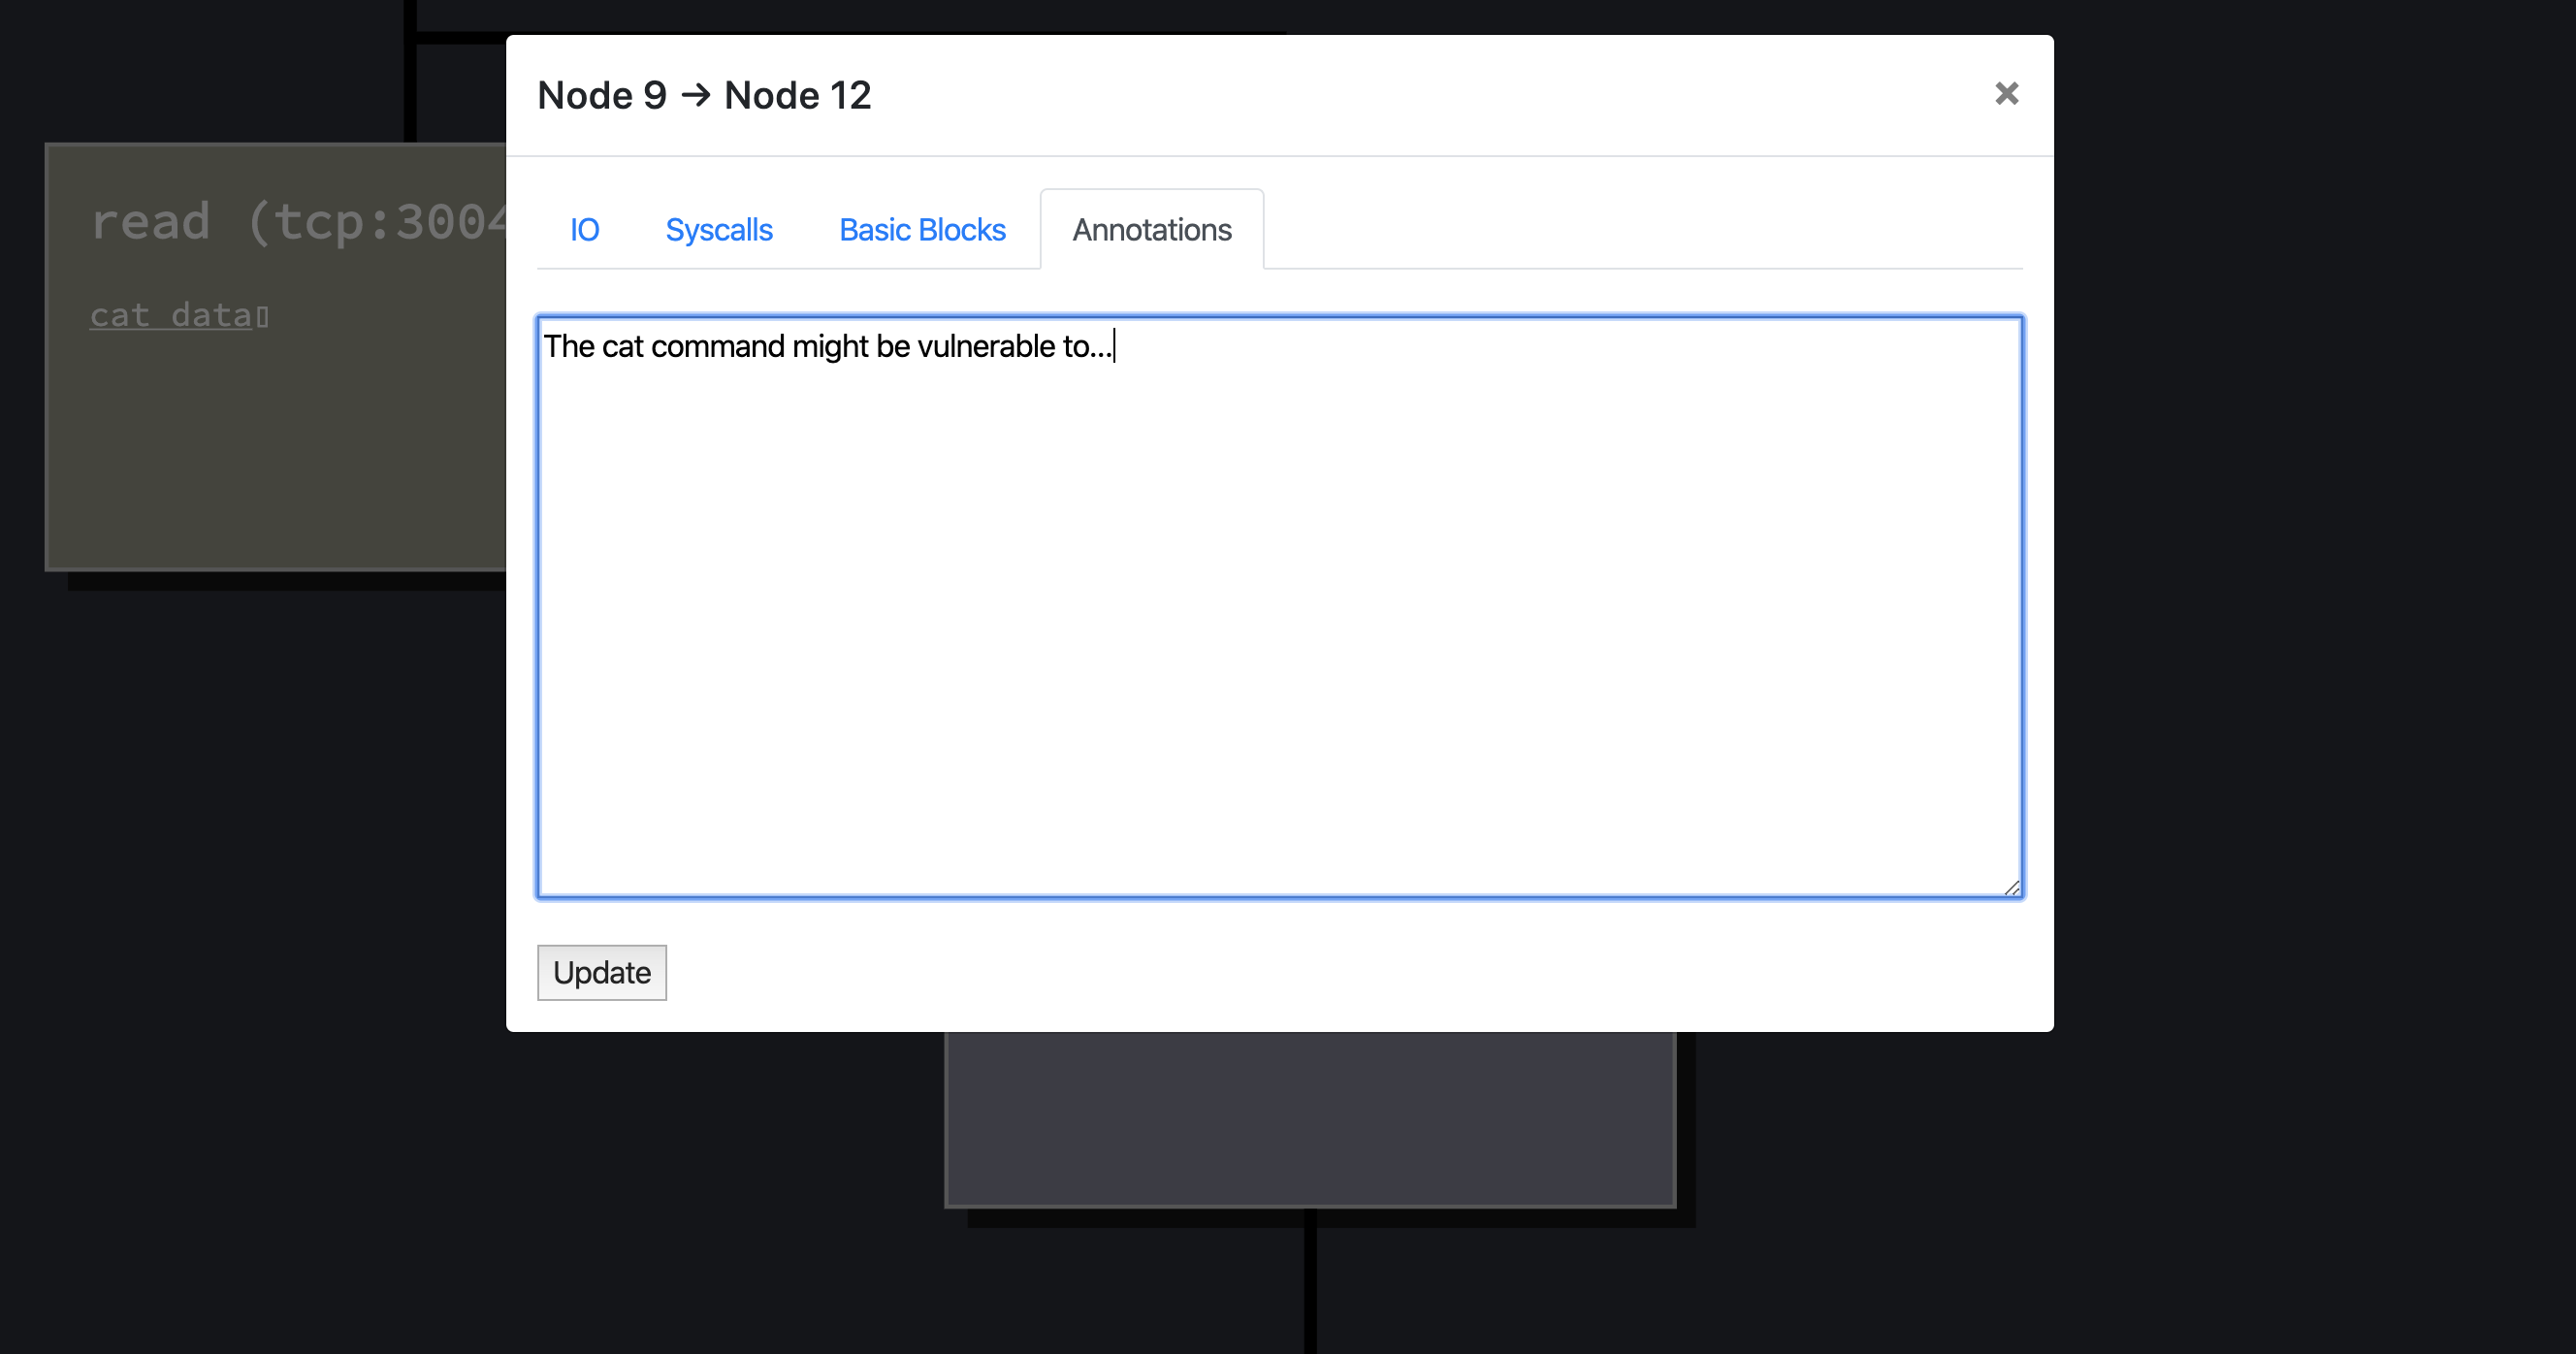 Node 9 → Node 12
×
read (tcp:3004
cat data▯
IO Syscalls Basic Blocks Annotations
The cat command might be vulnerable to...
Update